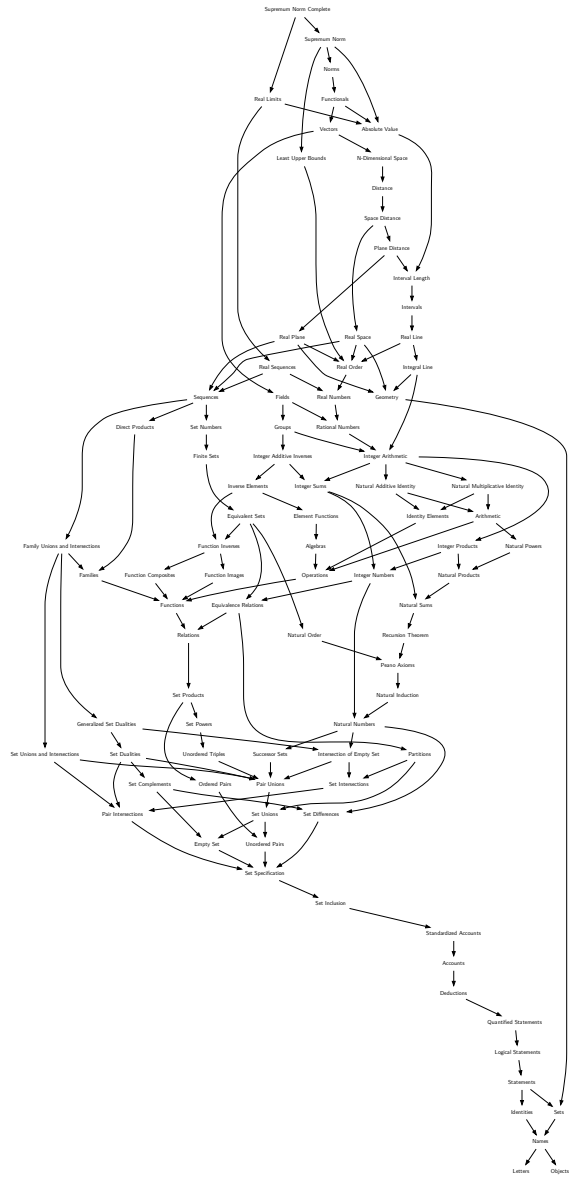 Supremum Norm Complete
Supremum Norm
Norms
Real Limits Functionals
Vectors Absolute Value
Least Upper Bounds N-Dimensional Space
Distance
Space Distance
Plane Distance
Interval Length
Intervals
Real Plane Real Space Real Line
Real Sequences Real Order Integral Line
Sequences Fields Real Numbers Geometry
Direct Products Set Numbers Groups Rational Numbers
Finite Sets Integer Additive Inverses Integer Arithmetic
Inverse Elements Integer Sums Natural Additive Identity Natural Multiplicative Identity
Equivalent Sets Element Functions Identity Elements Arithmetic
Family Unions and Intersections Function Inverses Algebras Integer Products Natural Powers
Families Function Composites Function Images Operations Integer Numbers Natural Products
Functions Equivalence Relations Natural Sums
Relations Natural Order Recursion Theorem
Peano Axioms
Set Products Natural Induction
Generalized Set Dualities Set Powers Natural Numbers
Set Unions and Intersections Set Dualities Unordered Triples Successor Sets Intersection of Empty Set Partitions
Set Complements Ordered Pairs Pair Unions Set Intersections
Pair Intersections Set Unions Set Differences
Empty Set Unordered Pairs
Set Specification
Set Inclusion
Standardized Accounts
Accounts
Deductions
Quantified Statements
Logical Statements
Statements
Identities Sets
Names
Letters Objects